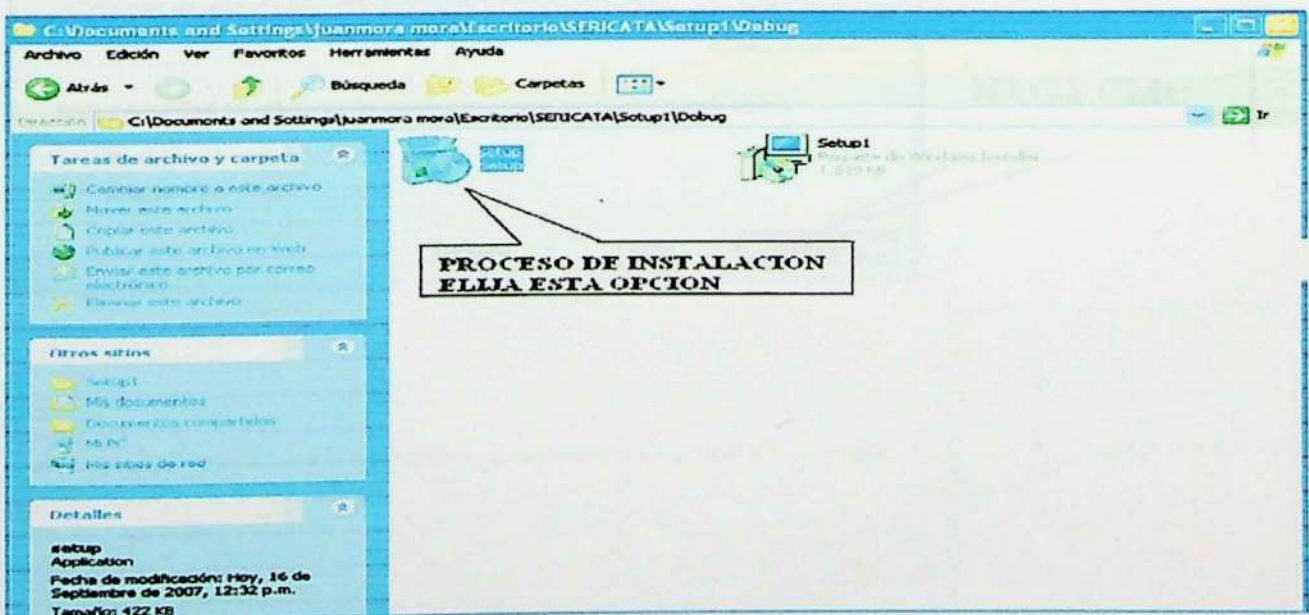 C:\Documents and Settings\juanmora mora\Escritorio\SERICATA\Setup1\Debug
Archivo Edición Ver Favoritos Herramientas Ayuda
Atrás Búsqueda Carpetas
Dirección C:\Documents and Settings\juanmora mora\Escritorio\SERICATA\Setup1\Debug Ir
Tareas de archivo y carpeta
Cambiar nombre a este archivo
Mover este archivo
Copiar este archivo
Publicar este archivo en Web
Enviar este archivo por correo
electrónico
Eliminar este archivo
Otros sitios
Setup1
Mis documentos
Documentos compartidos
Mi PC
Mis sitios de red
Detalles
setup
Application
Fecha de modificación: Hoy, 16 de
Septiembre de 2007, 12:32 p.m.
Tamaño: 422 KB
setup
Setup
Setup1
Paquete de Windows Installer
PROCESO DE INSTALACION
ELIJA ESTA OPCION